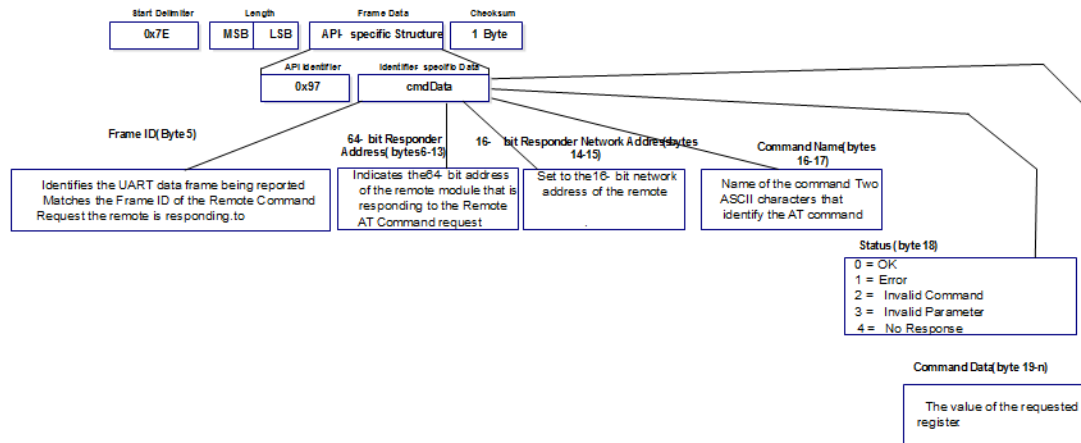 Start Delimiter
Length
Frame Data
Checksum
0x7E
MSB
LSB
API- specific Structure
1 Byte
API Identifier
Identifier- specific Data
0x97
cmdData
Frame ID(Byte 5)
Identifies the UART data frame being reported
Matches the Frame ID of the Remote Command
Request the remote is responding.to
64- bit Responder
Address( bytes6-13)
Indicates the64- bit address
of the remote module that is
responding to the Remote
AT Command request
16- bit Responder Network Address(bytes
14-15)
Set to the16- bit network
address of the remote
.
Command Name(bytes
16-17)
Name of the command Two
ASCII characters that
identify the AT command
Status ( byte 18)
0 = OK
1 = Error
2 = Invalid Command
3 = Invalid Parameter
4 = No Response
Command Data( byte 19-n)
The value of the requested
register.